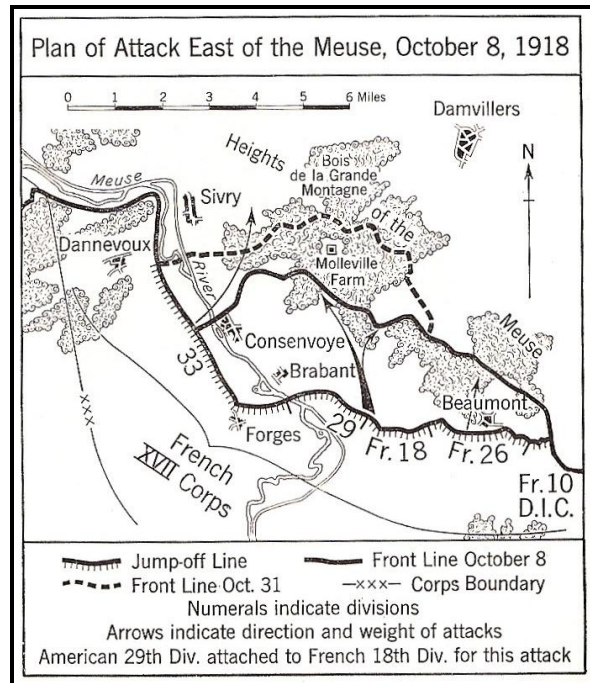 Plan of Attack East of the Meuse, October 8, 1918
0 1 2 3 4 5 6 Miles
Damvillers
Heights
Bois
de la Grande
Montagne
N
Meuse
Sivry
of the
Dannevoux
Molleville
Farm
River
Consenvoye
Meuse
33
Brabant
Beaumont
xxx
Forges
29
Fr. 18
Fr. 26
French
XVII Corps
Fr. 10
D.I.C.
Jump-off Line
Front Line October 8
Front Line Oct. 31
—xxx— Corps Boundary
Numerals indicate divisions
Arrows indicate direction and weight of attacks
American 29th Div. attached to French 18th Div. for this attack